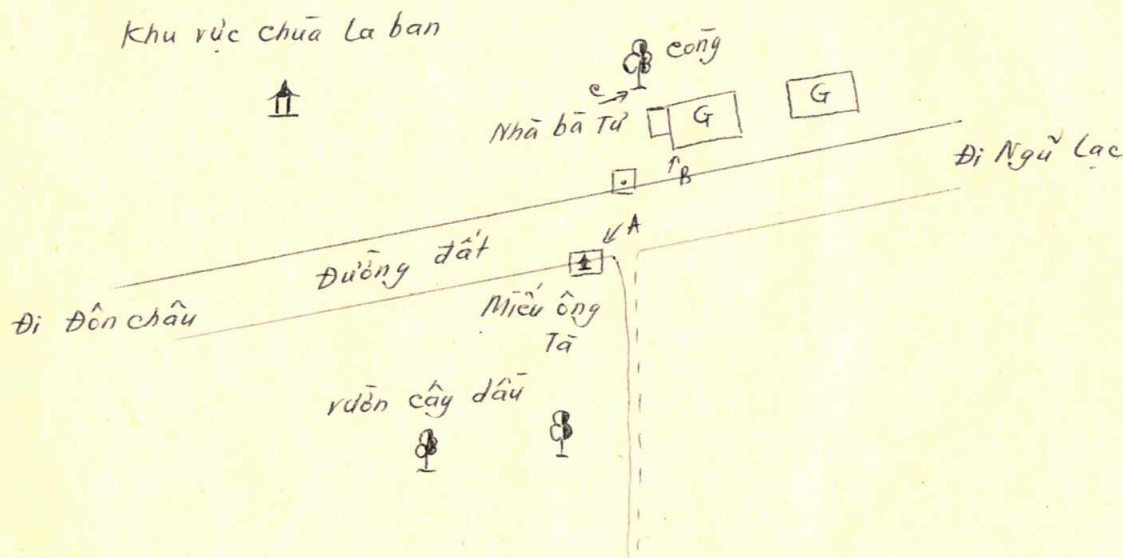 Khu vực chùa La ban
còng
C
Nhà bà Tư
G
G
B
Đi Ngũ Lạc
A
Đường đất
Đi Đôn châu
Miếu ông
Tà
vườn cây dầu